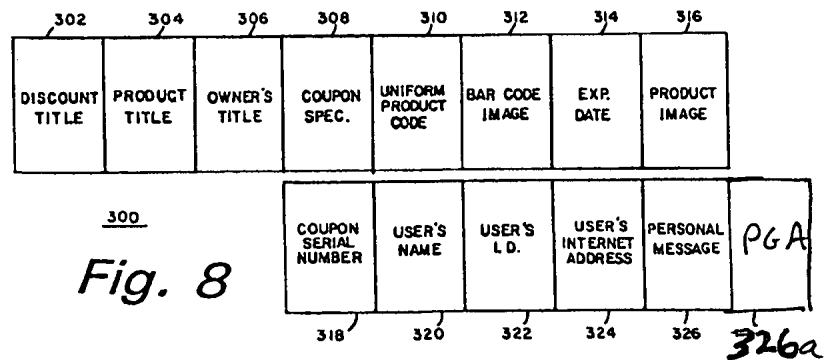 302 304 306 308 310 312 314 316
DISCOUNT TITLE
PRODUCT TITLE
OWNER'S TITLE
COUPON SPEC.
UNIFORM PRODUCT CODE
BAR CODE IMAGE
EXP. DATE
PRODUCT IMAGE
300
Fig. 8
COUPON SERIAL NUMBER
USER'S NAME
USER'S I.D.
USER'S INTERNET ADDRESS
PERSONAL MESSAGE
PGA
318 320 322 324 326 326a